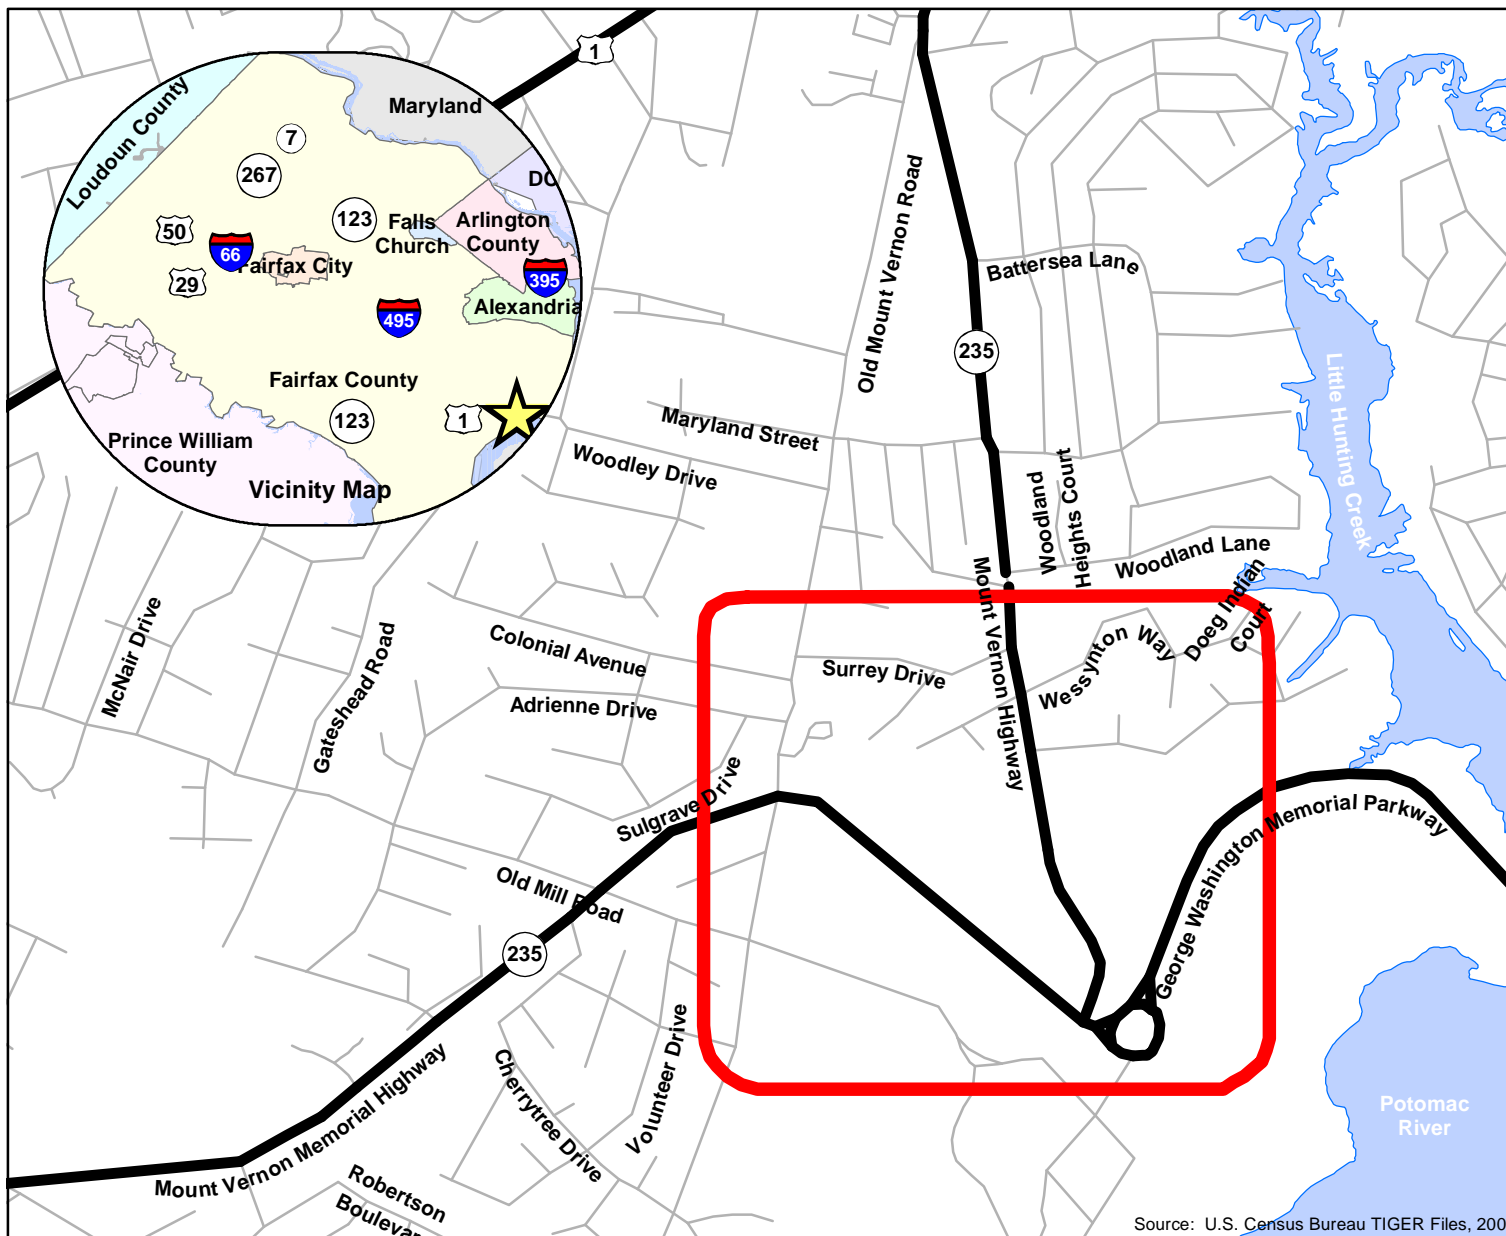 1
Maryland
Loudoun County
7
267
DC
123
Falls
Church
Arlington
County
50
66
Fairfax City
29
395
495
Alexandria
Fairfax County
123
1
Prince William
County
Vicinity Map
Old Mount Vernon Road
Battersea Lane
235
Little Hunting Creek
Maryland Street
Woodley Drive
Woodland
Heights Court
Woodland Lane
Mount Vernon Highway
Doeg Indian
Court
Wessynton Way
Surrey Drive
Colonial Avenue
Adrienne Drive
McNair Drive
Gateshead Road
Sulgrave Drive
George Washington Memorial Parkway
Old Mill Road
235
Volunteer Drive
Cherrytree Drive
Mount Vernon Memorial Highway
Robertson
Boulevar
Potomac
River
Source: U.S. Census Bureau TIGER Files, 200